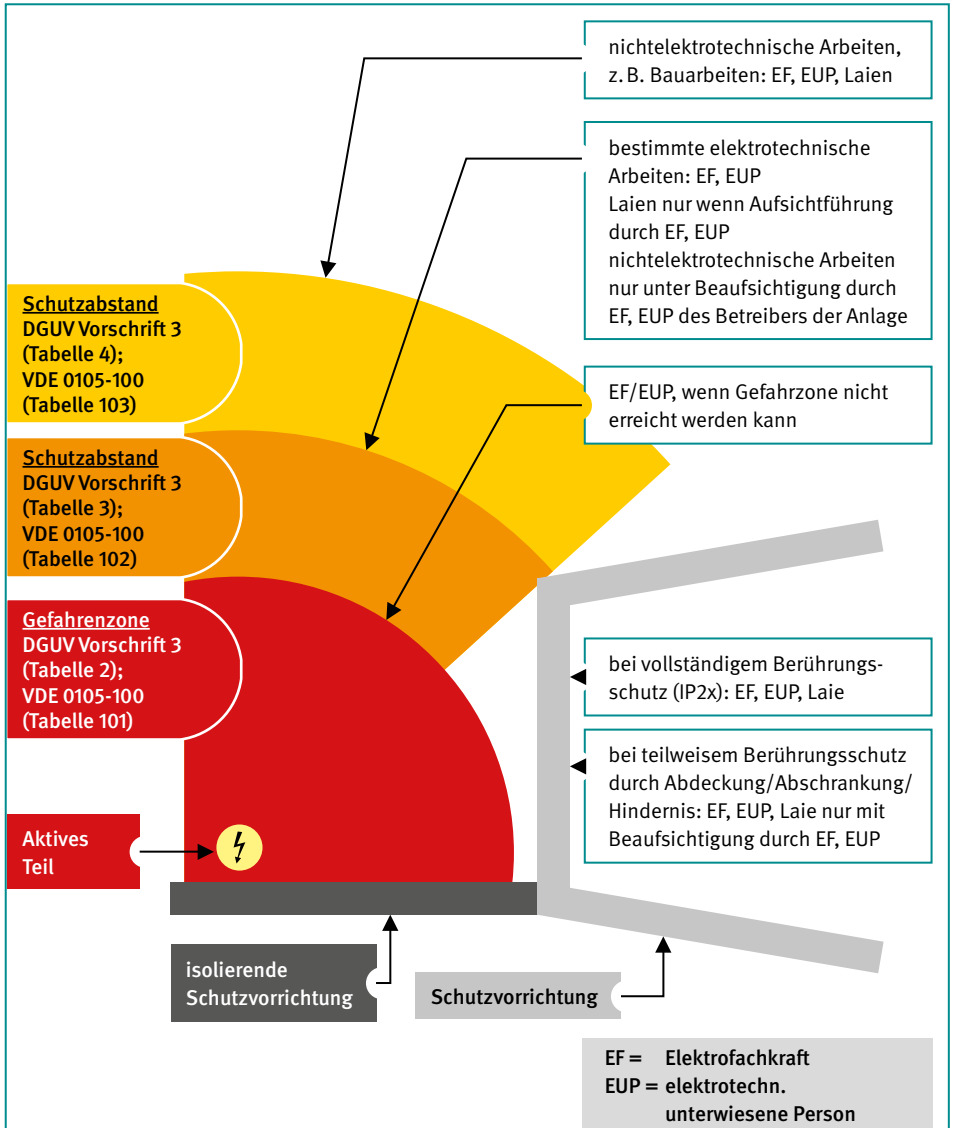 nichtelektrotechnische Arbeiten,
z. B. Bauarbeiten: EF, EUP, Laien
bestimmte elektrotechnische
Arbeiten: EF, EUP
Laien nur wenn Aufsichtführung
durch EF, EUP
nichtelektrotechnische Arbeiten
nur unter Beaufsichtigung durch
EF, EUP des Betreibers der Anlage
Schutzabstand
DGUV Vorschrift 3
(Tabelle 4);
VDE 0105-100
(Tabelle 103)
EF/EUP, wenn Gefahrzone nicht
erreicht werden kann
Schutzabstand
DGUV Vorschrift 3
(Tabelle 3);
VDE 0105-100
(Tabelle 102)
Gefahrenzone
DGUV Vorschrift 3
(Tabelle 2);
VDE 0105-100
(Tabelle 101)
bei vollständigem Berührungs-
schutz (IP2x): EF, EUP, Laie
bei teilweisem Berührungsschutz
durch Abdeckung/Abschrankung/
Hindernis: EF, EUP, Laie nur mit
Beaufsichtigung durch EF, EUP
Aktives
Teil
isolierende
Schutzvorrichtung
Schutzvorrichtung
EF = Elektrofachkraft
EUP = elektrotechn.
unterwiesene Person